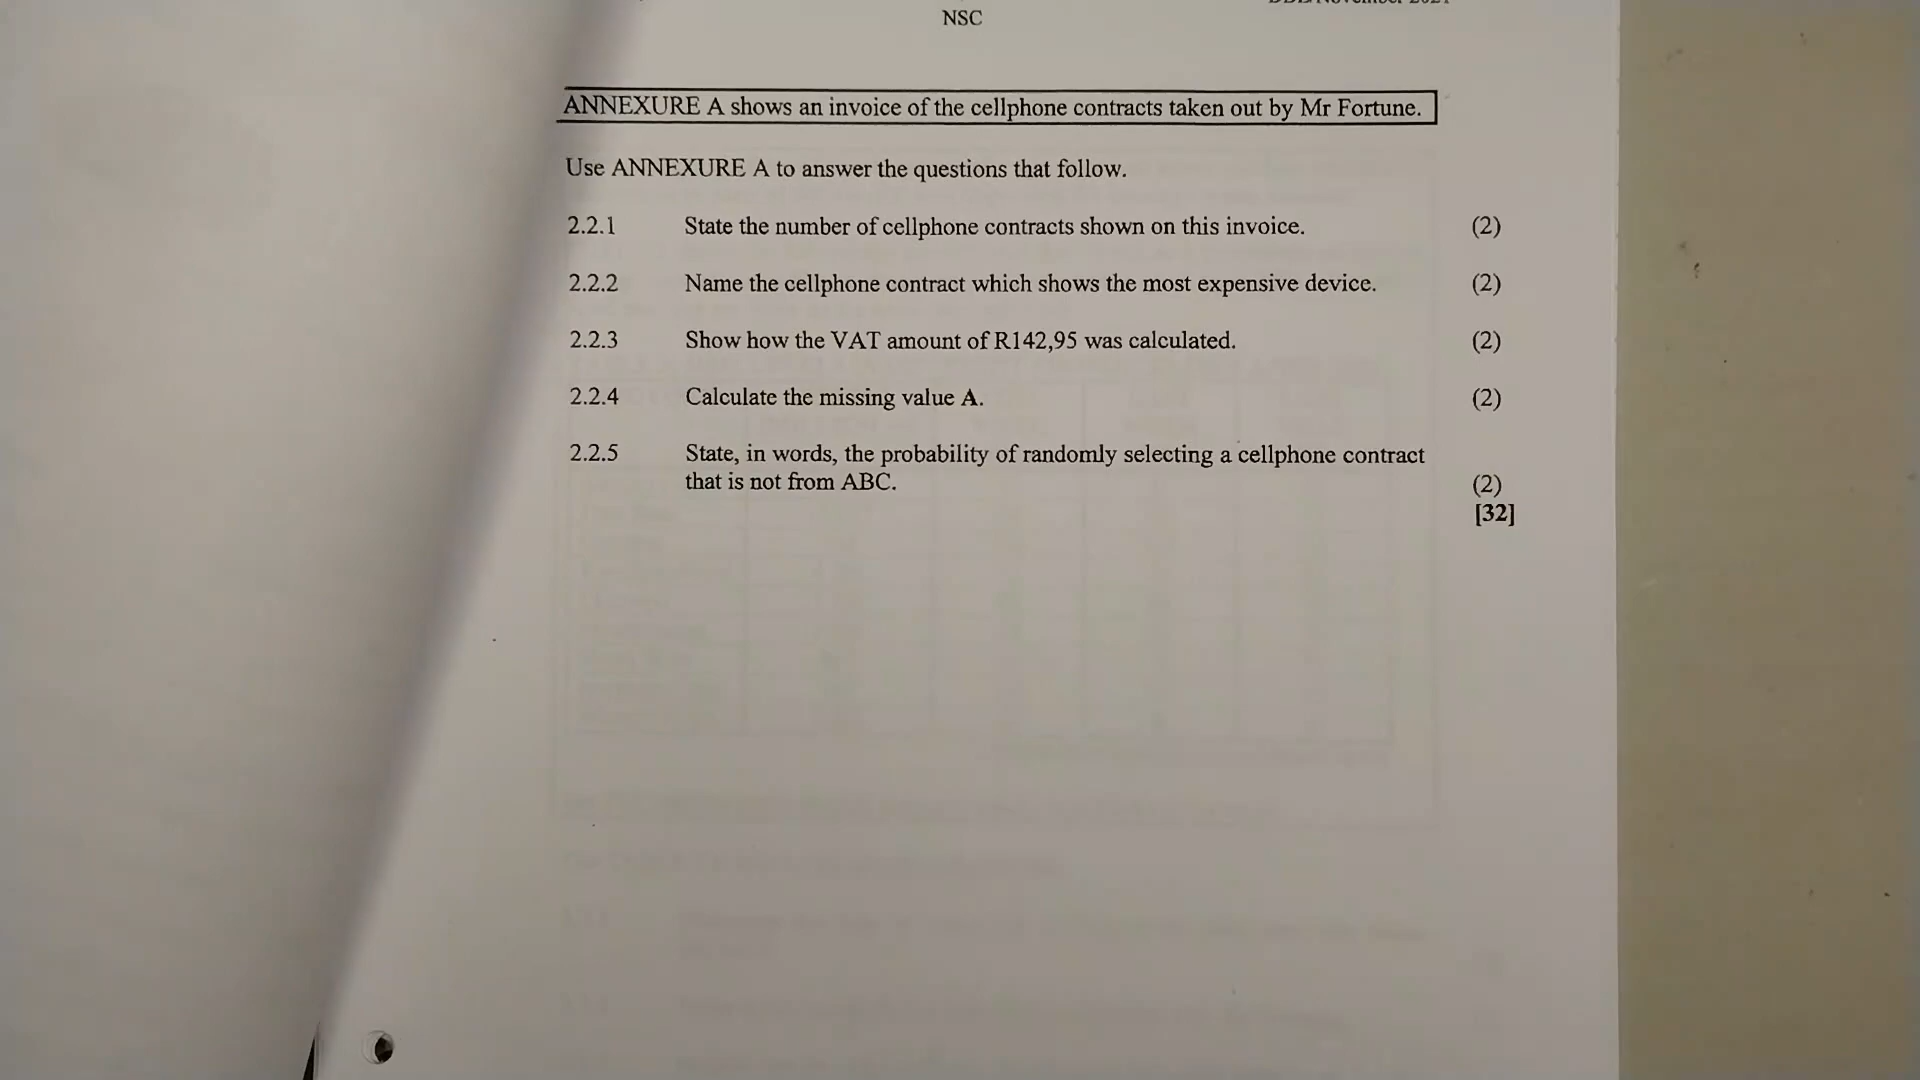 NSC
ANNEXURE A shows an invoice of the cellphone contracts taken out by Mr Fortune.
Use ANNEXURE A to answer the questions that follow.
2.2.1 State the number of cellphone contracts shown on this invoice. (2)
2.2.2 Name the cellphone contract which shows the most expensive device. (2)
2.2.3 Show how the VAT amount of R142,95 was calculated. (2)
2.2.4 Calculate the missing value A. (2)
2.2.5 State, in words, the probability of randomly selecting a cellphone contract
that is not from ABC. (2)
[32]